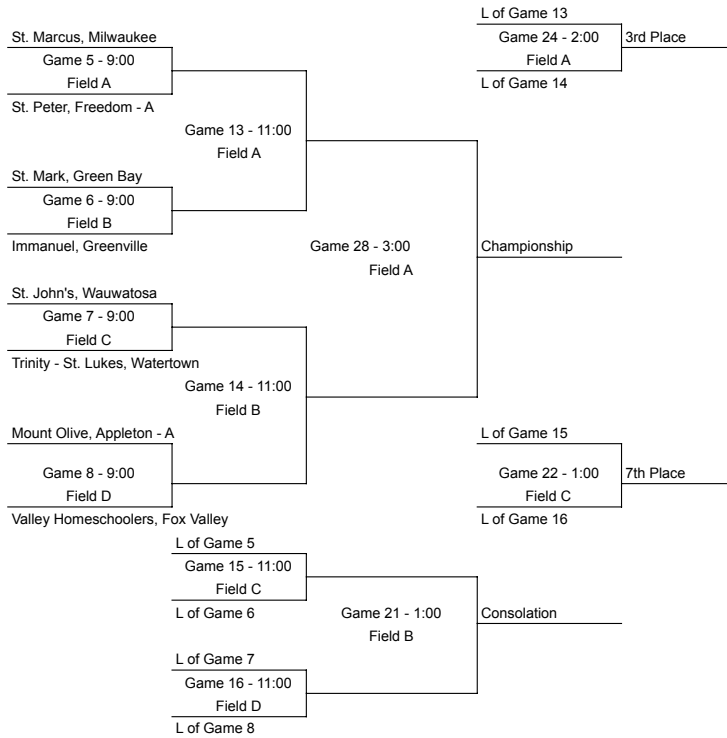 L of Game 13
St. Marcus, Milwaukee
Game 24 - 2:00
3rd Place
Game 5 - 9:00
Field A
Field A
L of Game 14
St. Peter, Freedom - A
Game 13 - 11:00
Field A
St. Mark, Green Bay
Game 6 - 9:00
Field B
Immanuel, Greenville
Game 28 - 3:00
Championship
Field A
St. John's, Wauwatosa
Game 7 - 9:00
Field C
Trinity - St. Lukes, Watertown
Game 14 - 11:00
Field B
Mount Olive, Appleton - A
L of Game 15
Game 8 - 9:00
Game 22 - 1:00
7th Place
Field D
Field C
Valley Homeschoolers, Fox Valley
L of Game 16
L of Game 5
Game 15 - 11:00
Field C
L of Game 6
Game 21 - 1:00
Consolation
Field B
L of Game 7
Game 16 - 11:00
Field D
L of Game 8